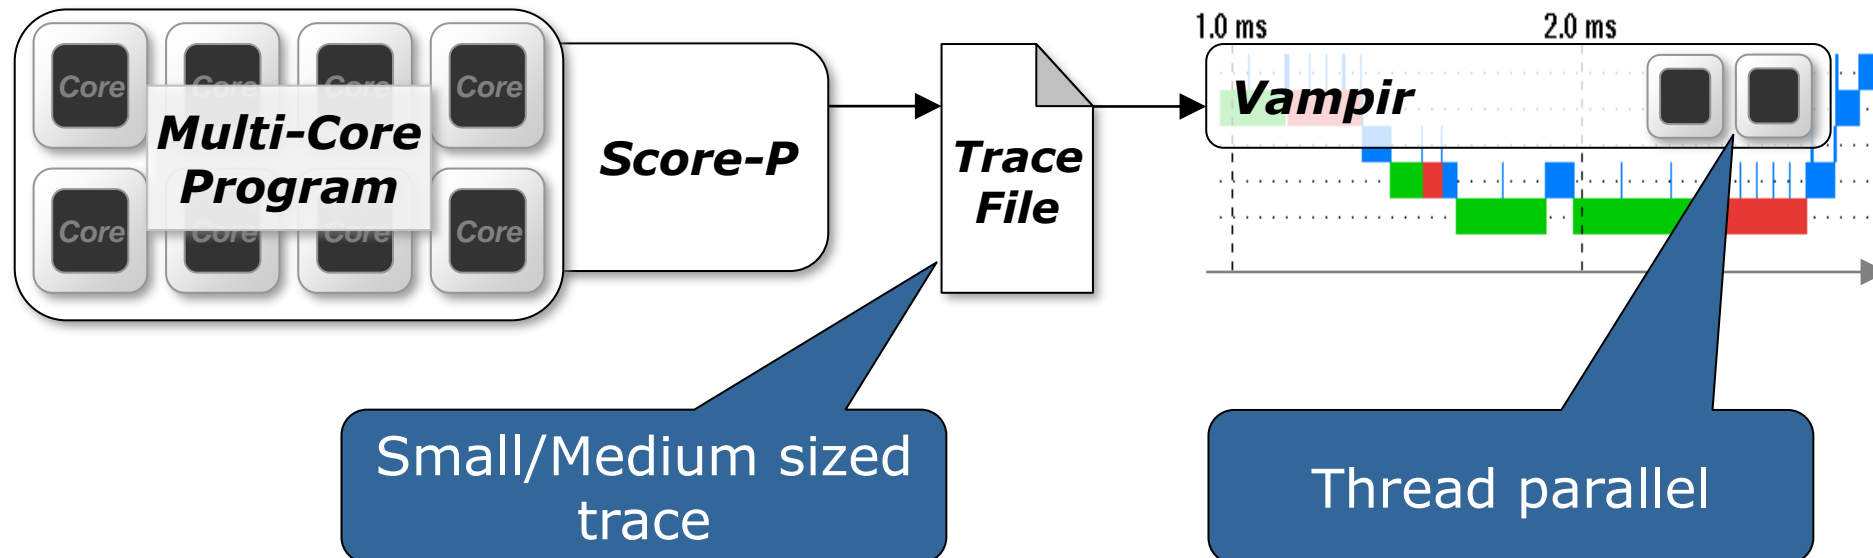 1.0 ms
2.0 ms
Core
Core
Core
Core
Multi-Core
Program
Core
Core
Core
Core
Score-P
Trace
File
Vampir
Small/Medium sized
trace
Thread parallel